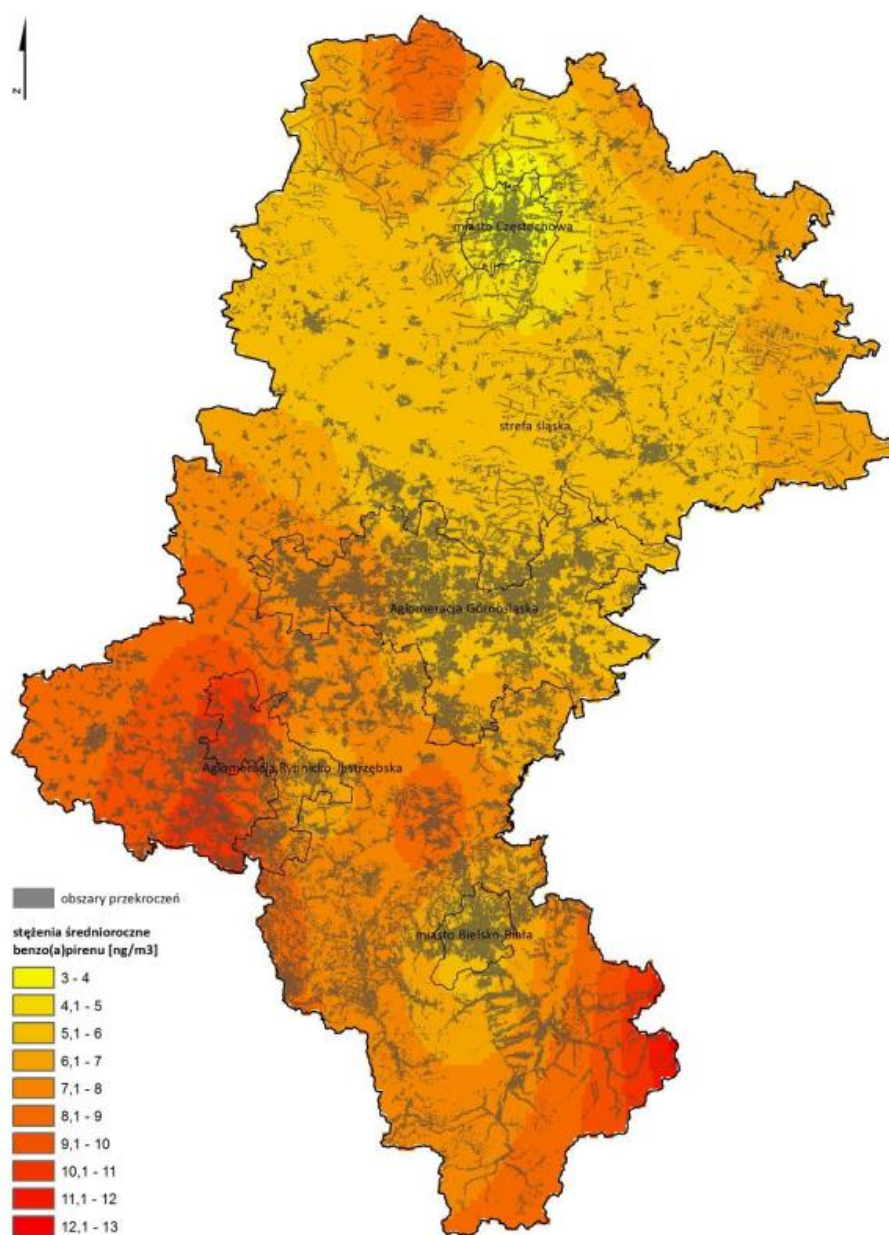 N
miasto Częstochowa
strefa śląska
Aglomeracja Górnośląska
Aglomeracja Rybnicko-Jastrzębska
miasto Bielsko-Biała
obszary przekroczeń
stężenia średnioroczne
benzo(a)pirenu [ng/m3]
3 - 4
4,1 - 5
5,1 - 6
6,1 - 7
7,1 - 8
8,1 - 9
9,1 - 10
10,1 - 11
11,1 - 12
12,1 - 13